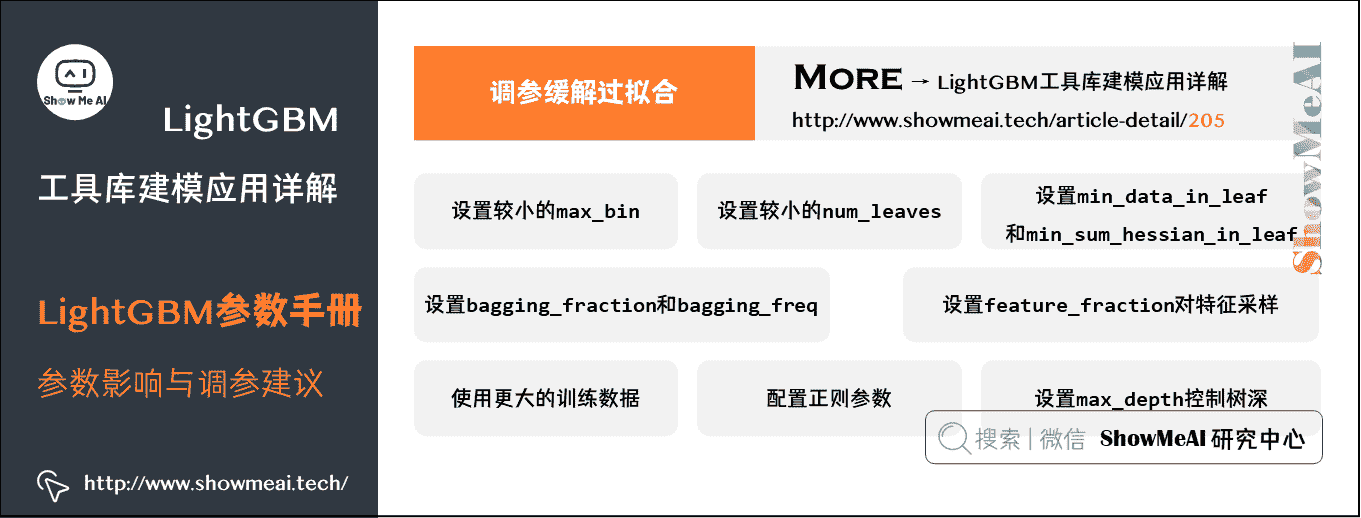 Show Me AI
LightGBM
工具库建模应用详解
LightGBM参数手册
参数影响与调参建议
http://www.showmeai.tech/
调参缓解过拟合
MORE → LightGBM工具库建模应用详解
http://www.showmeai.tech/article-detail/205
ShowMeAI
设置较小的max_bin
设置较小的num_leaves
设置min_data_in_leaf
和min_sum_hessian_in_leaf
设置bagging_fraction和bagging_freq
设置feature_fraction对特征采样
使用更大的训练数据
配置正则参数
设置max_depth控制树深
搜索 | 微信 ShowMeAI 研究中心